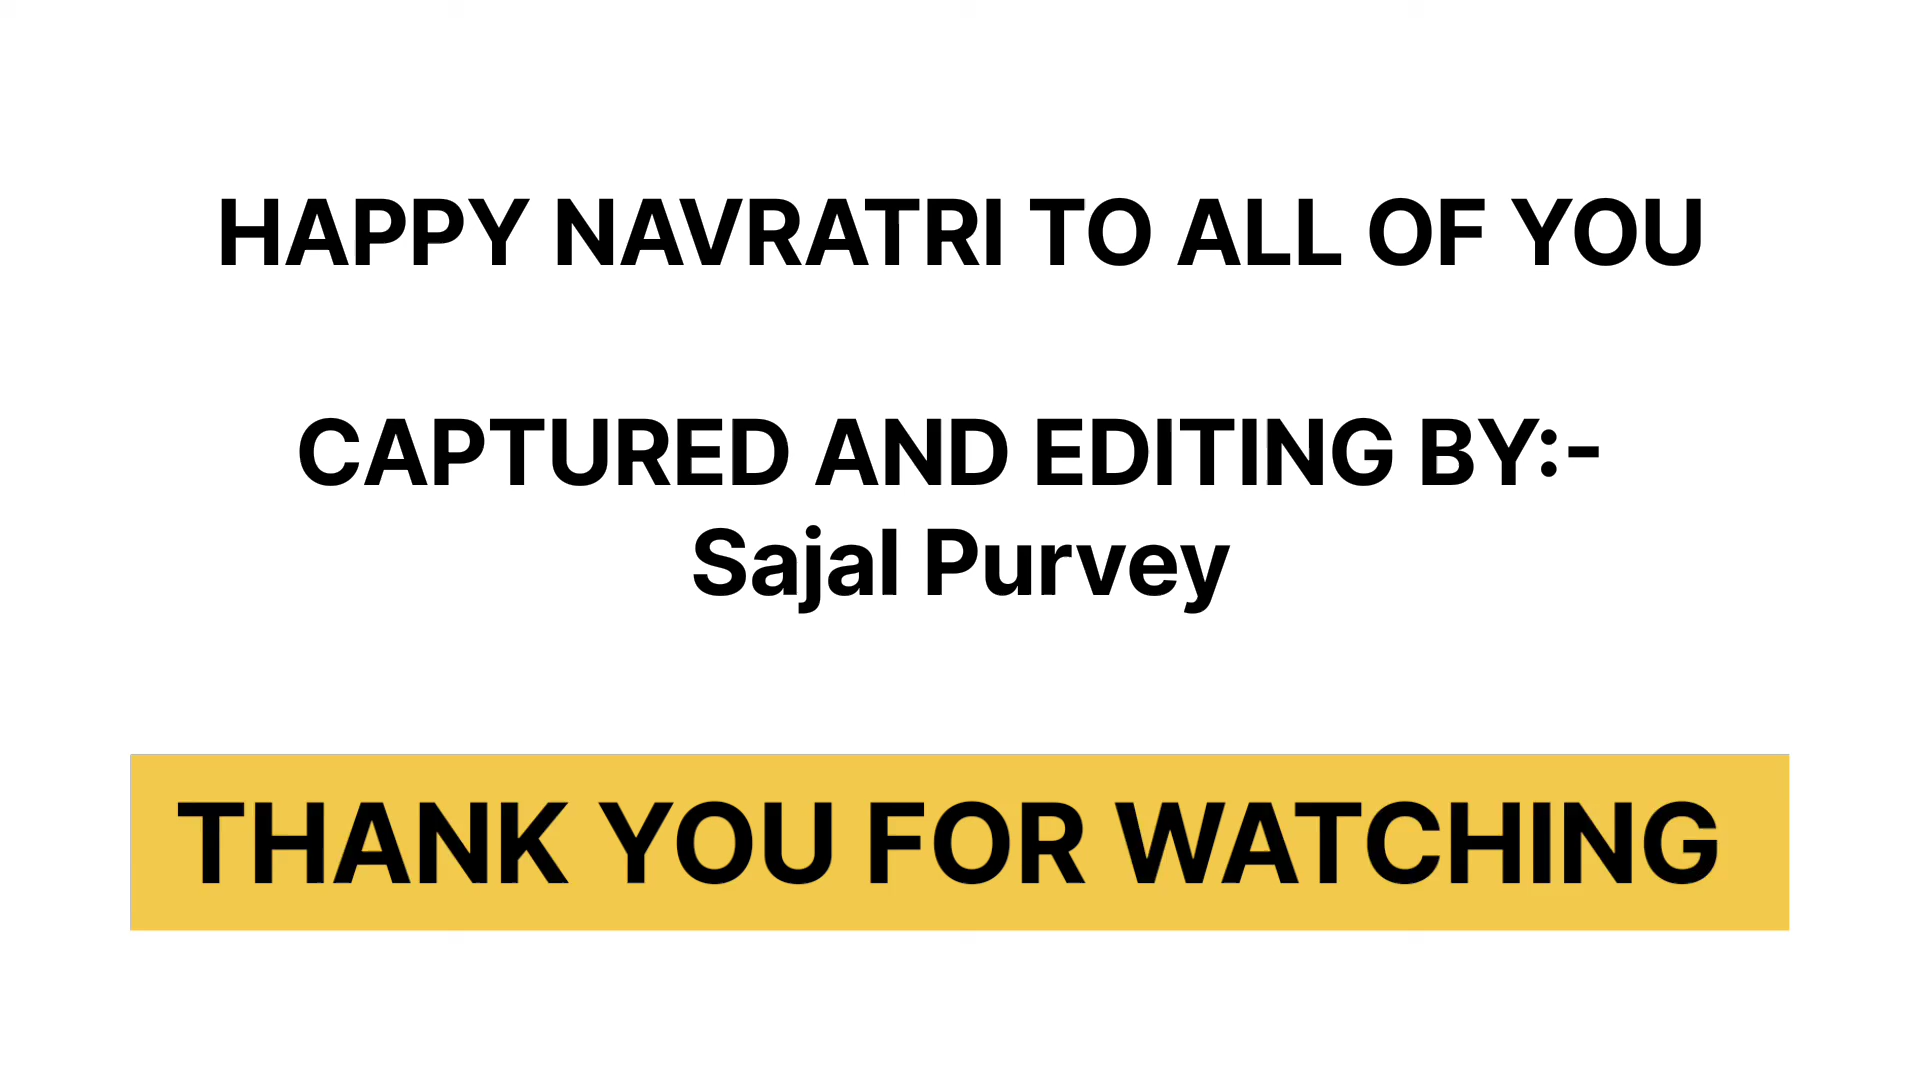 HAPPY NAVRATRI TO ALL OF YOU
CAPTURED AND EDITING BY:-
Sajal Purvey
THANK YOU FOR WATCHING